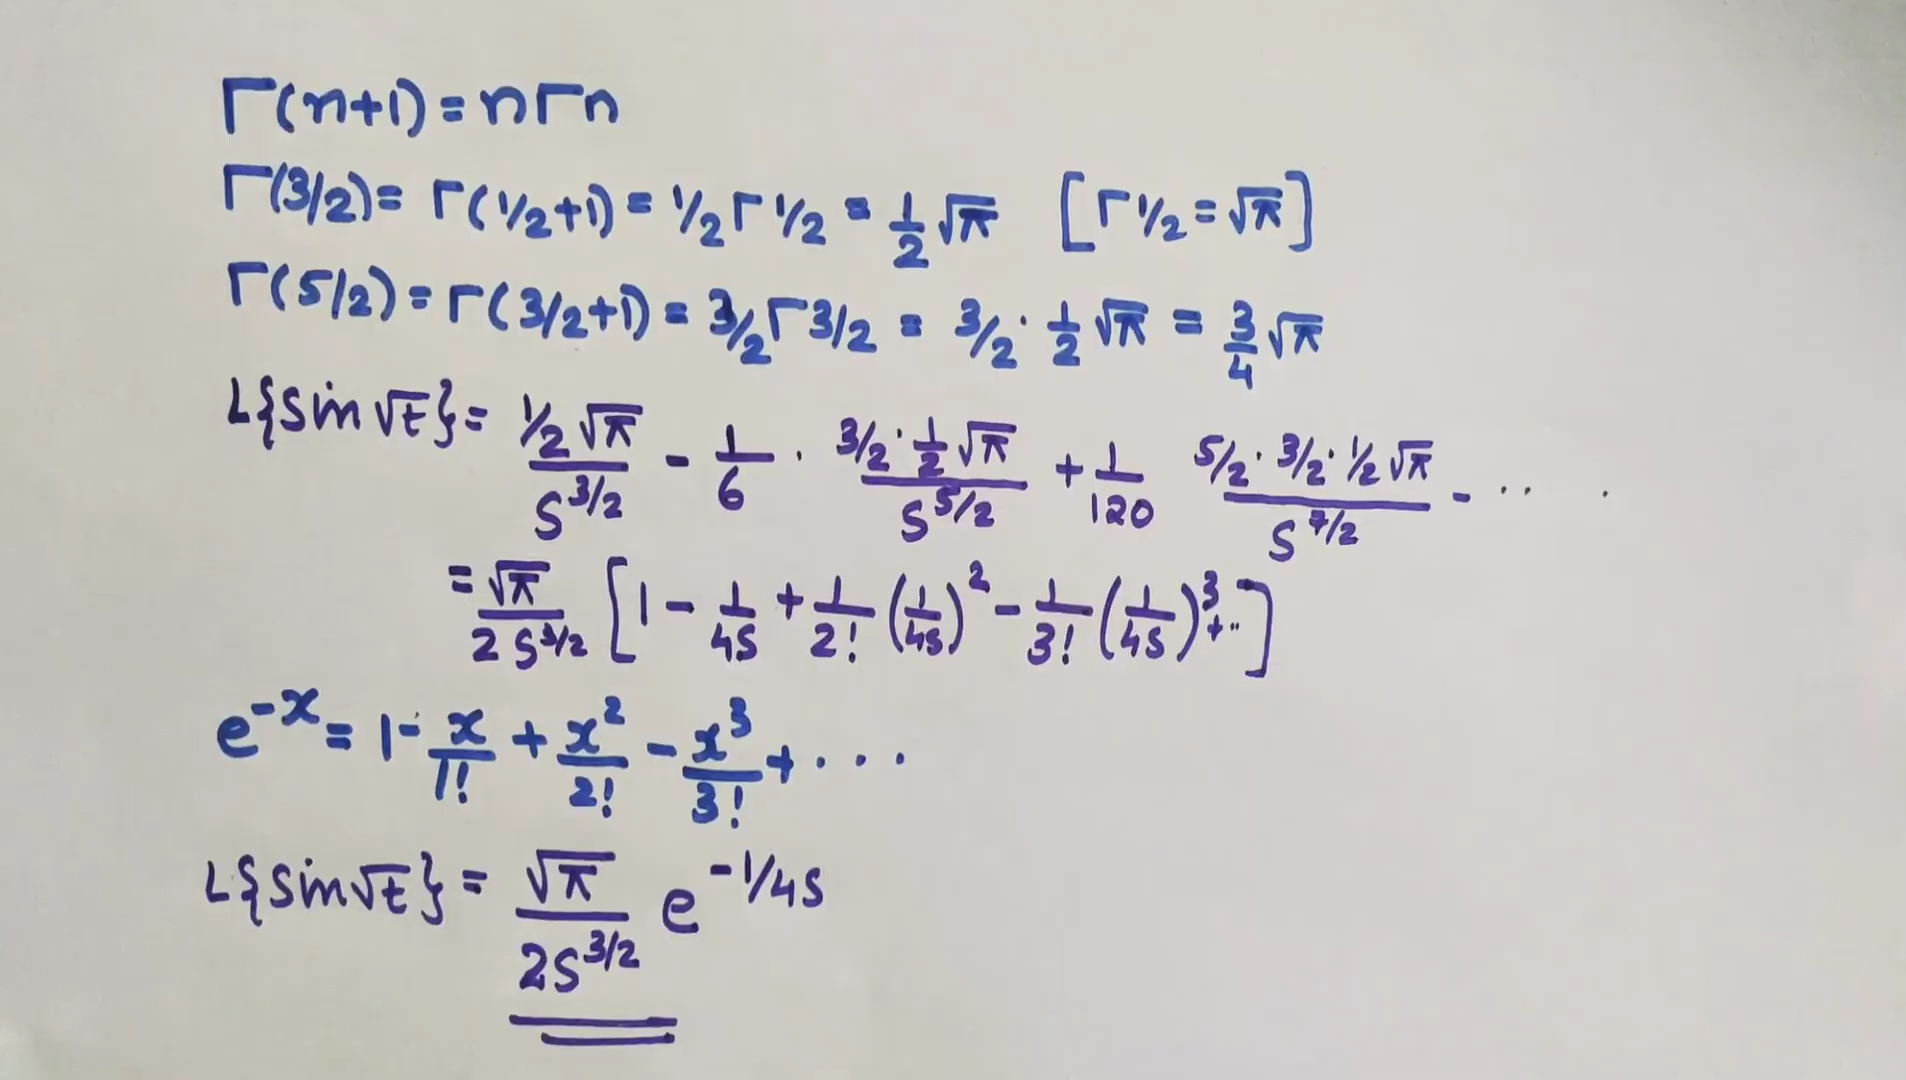 Γ(n+1) = nΓn
Γ(3/2) = Γ(1/2+1) = 1/2 Γ 1/2 = 1/2 √π [Γ 1/2 = √π]
Γ(5/2) = Γ(3/2+1) = 3/2 Γ 3/2 = 3/2 · 1/2 √π = 3/4 √π
L{sin √t} = (1/2 √π)/(S^(3/2)) - 1/6 · (3/2 · 1/2 √π)/(S^(5/2)) + 1/120 (5/2 · 3/2 · 1/2 √π)/(S^(7/2)) - ...
= √π/(2 S^(3/2)) [1 - 1/4S + 1/2! (1/4S)^2 - 1/3! (1/4S)^3 + ..]
e^(-x) = 1 - x/1! + x^2/2! - x^3/3! + ...
L{sin √t} = √π/(2S^(3/2)) e^(-1/4S)